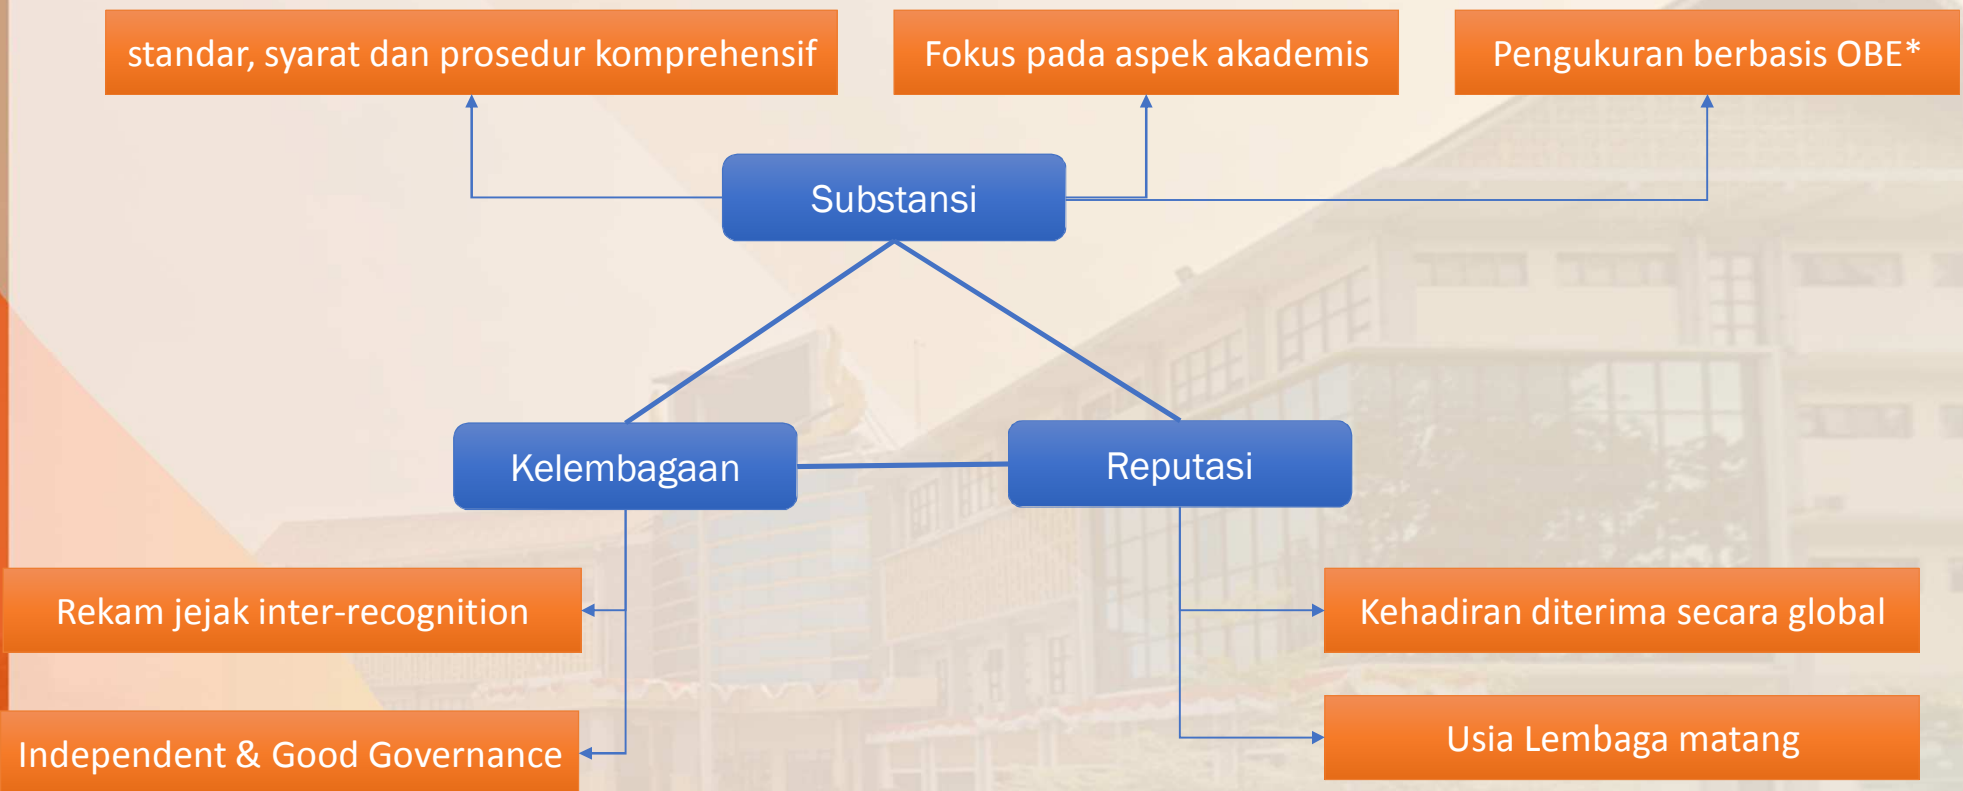 standar, syarat dan prosedur komprehensif
Fokus pada aspek akademis
Pengukuran berbasis OBE*
Substansi
Kelembagaan
Reputasi
Rekam jejak inter-recognition
Kehadiran diterima secara global
Independent & Good Governance
Usia Lembaga matang